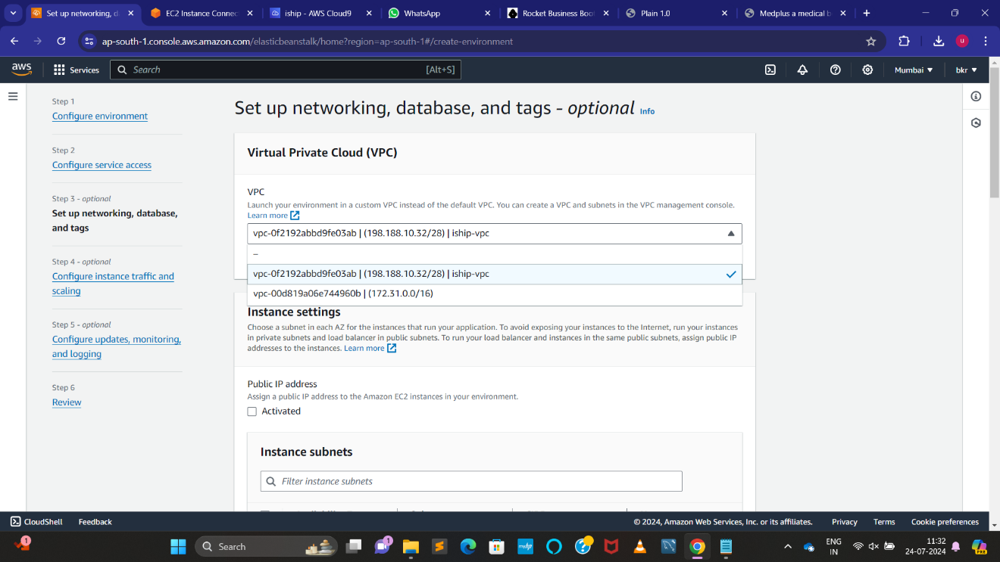 Set up networking, d
EC2 Instance Connec
iship - AWS Cloud9
WhatsApp
Rocket Business Boo
Plain 1.0
Medplus a medical b
ap-south-1.console.aws.amazon.com/elasticbeanstalk/home?region=ap-south-1#/create-environment
U
aws
Services
Search
[Alt+S]
Mumbai
bkr
Step 1
Configure environment
Step 2
Configure service access
Step 3 - optional
Set up networking, database,
and tags
Step 4 - optional
Configure instance traffic and
scaling
Step 5 - optional
Configure updates, monitoring,
and logging
Step 6
Review
Set up networking, database, and tags - optional Info
Virtual Private Cloud (VPC)
VPC
Launch your environment in a custom VPC instead of the default VPC. You can create a VPC and subnets in the VPC management console.
Learn more
vpc-0f2192abbd9fe03ab | (198.188.10.32/28) | iship-vpc
–
vpc-0f2192abbd9fe03ab | (198.188.10.32/28) | iship-vpc
vpc-00d819a06e744960b | (172.31.0.0/16)
Instance settings
Choose a subnet in each AZ for the instances that run your application. To avoid exposing your instances to the Internet, run your instances
in private subnets and load balancer in public subnets. To run your load balancer and instances in the same public subnets, assign public IP
addresses to the instances. Learn more
Public IP address
Assign a public IP address to the Amazon EC2 instances in your environment.
Activated
Instance subnets
Filter instance subnets
CloudShell
Feedback
© 2024, Amazon Web Services, Inc. or its affiliates.
Privacy
Terms
Cookie preferences
1
Search
1
ENG
IN
11:32
24-07-2024
PRE